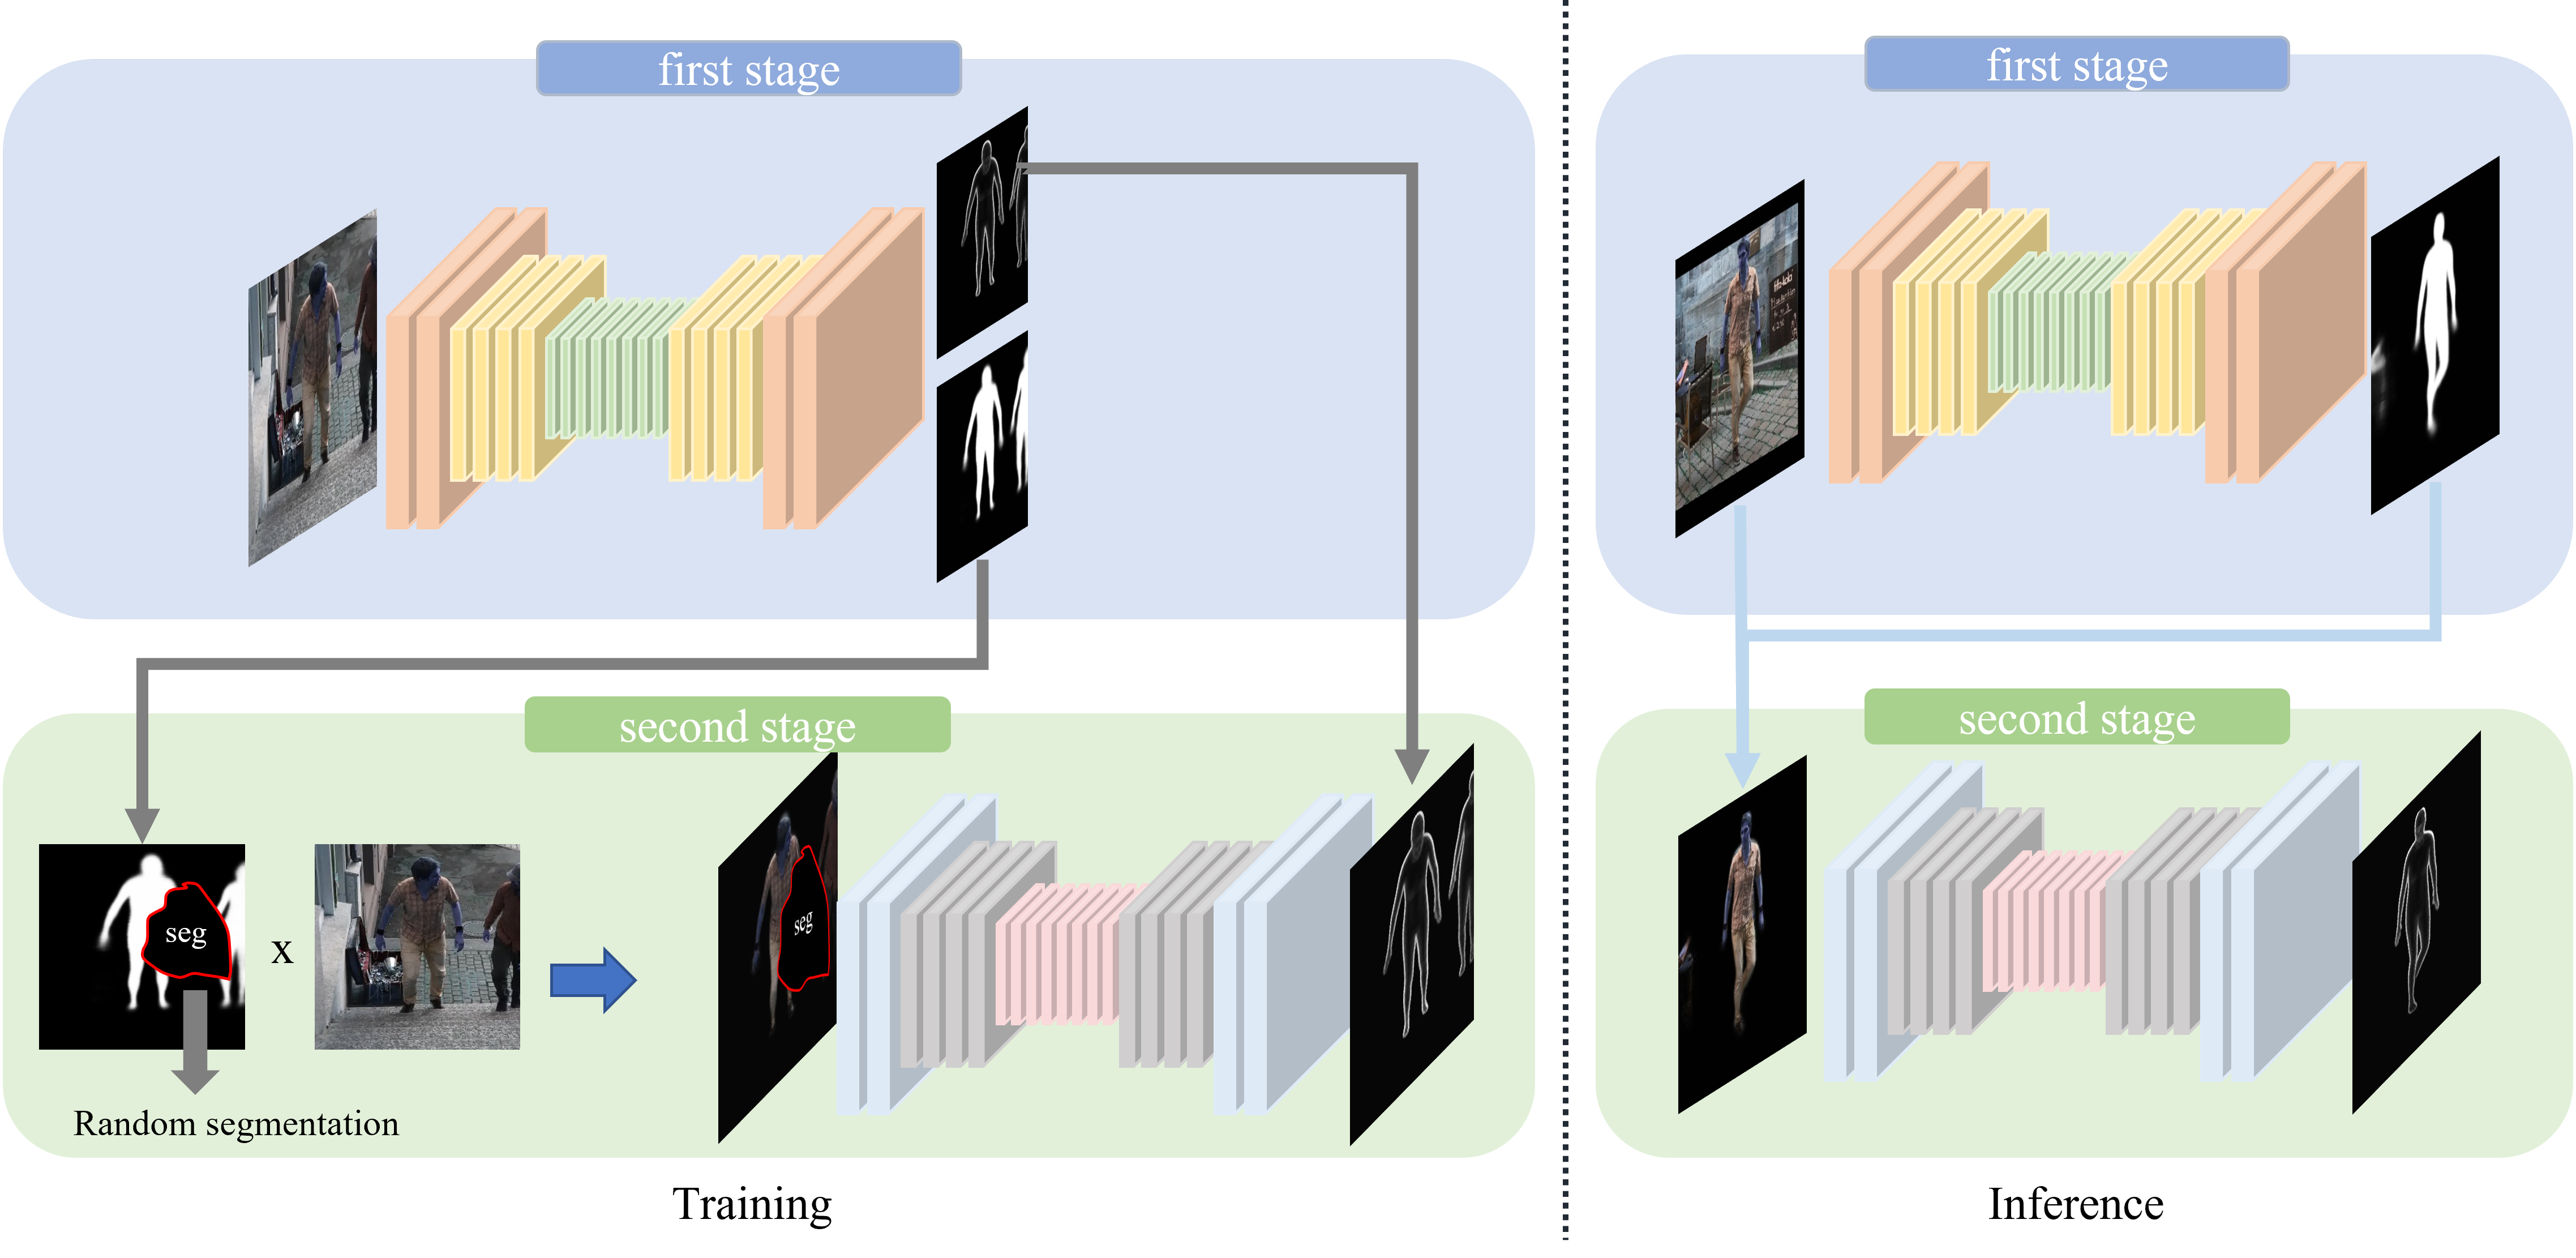 first stage
first stage
second stage
second stage
seg
x
seg
Random segmentation
Training
Inference